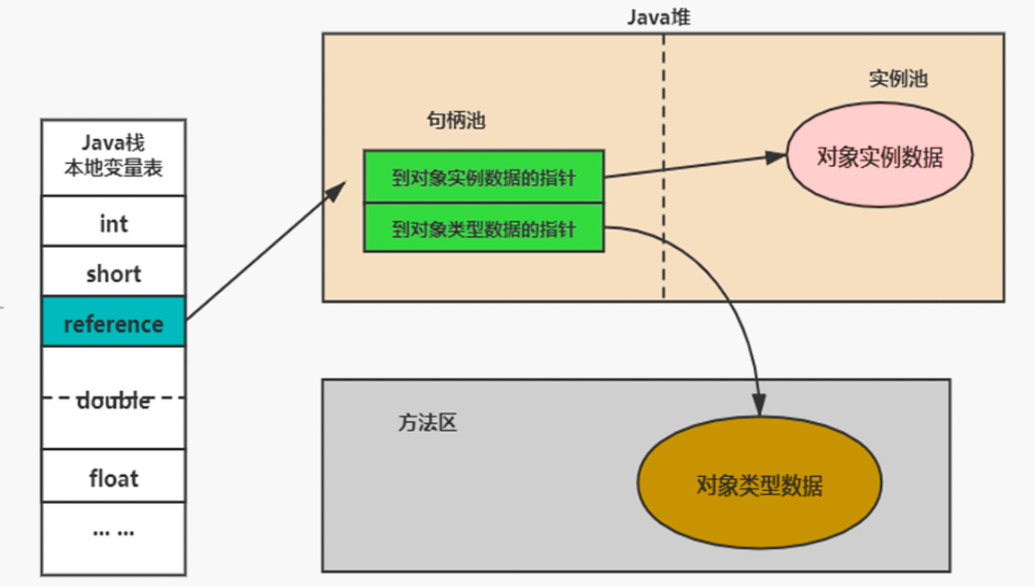 Java堆
实例池
句柄池
到对象实例数据的指针
到对象类型数据的指针
对象实例数据
Java栈
本地变量表
int
short
reference
double
float
... ...
方法区
对象类型数据